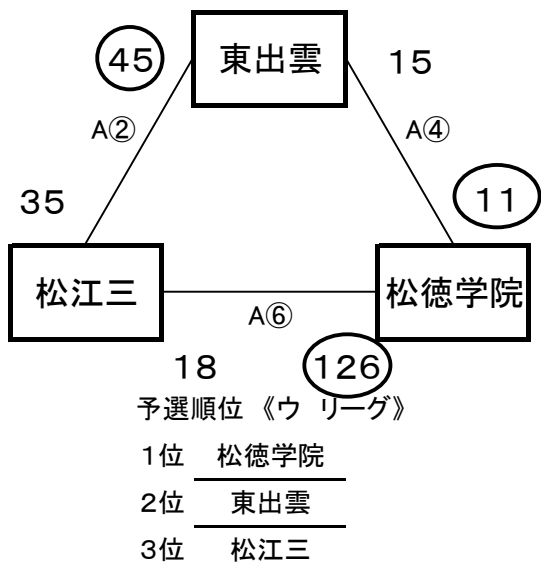 45 東出雲 15
A②
A④
35
11
松江三
松徳学院
A⑥
18 126
予選順位 《ウ リーグ》
1位 松徳学院
2位 東出雲
3位 松江三